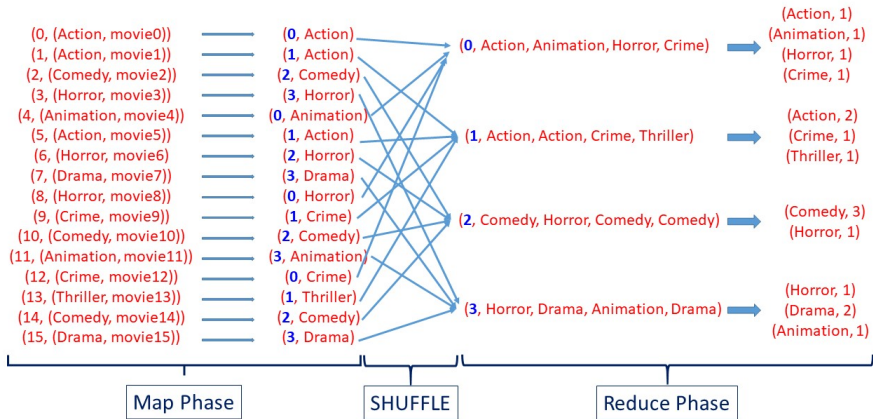 (0, (Action, movie0))
(1, (Action, movie1))
(2, (Comedy, movie2))
(3, (Horror, movie3))
(4, (Animation, movie4))
(5, (Action, movie5))
(6, (Horror, movie6)
(7, (Drama, movie7))
(8, (Horror, movie8))
(9, (Crime, movie9))
(10, (Comedy, movie10))
(11, (Animation, movie11))
(12, (Crime, movie12))
(13, (Thriller, movie13))
(14, (Comedy, movie14))
(15, (Drama, movie15))
(0, Action)
(1, Action)
(2, Comedy)
(3, Horror)
(0, Animation)
(1, Action)
(2, Horror)
(3, Drama)
(0, Horror)
(1, Crime)
(2, Comedy)
(3, Animation)
(0, Crime)
(1, Thriller)
(2, Comedy)
(3, Drama)
(0, Action, Animation, Horror, Crime)
(1, Action, Action, Crime, Thriller)
(2, Comedy, Horror, Comedy, Comedy)
(3, Horror, Drama, Animation, Drama)
(Action, 1)
(Animation, 1)
(Horror, 1)
(Crime, 1)
(Action, 2)
(Crime, 1)
(Thriller, 1)
(Comedy, 3)
(Horror, 1)
(Horror, 1)
(Drama, 2)
(Animation, 1)
Map Phase
SHUFFLE
Reduce Phase